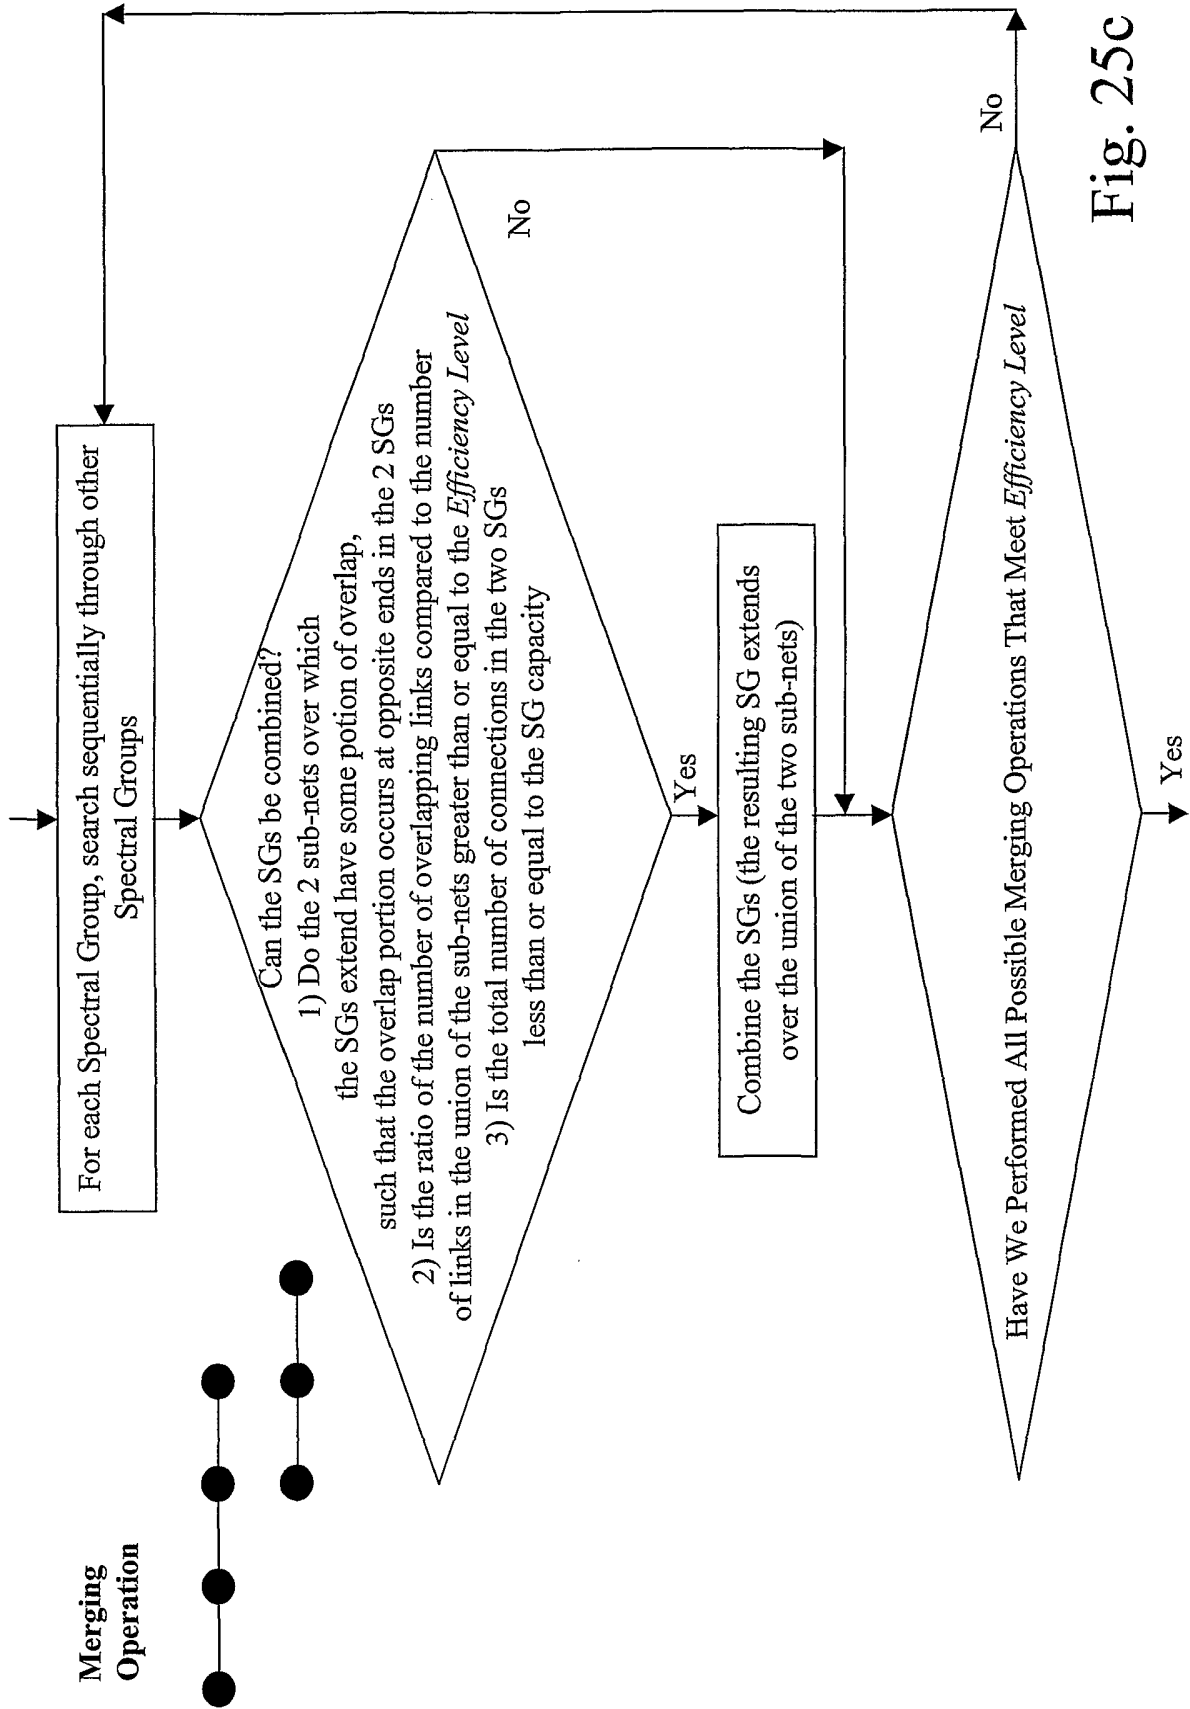 Merging
Operation
For each Spectral Group, search sequentially through other
Spectral Groups
Can the SGs be combined?
1) Do the 2 sub-nets over which
the SGs extend have some potion of overlap,
such that the overlap portion occurs at opposite ends in the 2 SGs
2) Is the ratio of the number of overlapping links compared to the number
of links in the union of the sub-nets greater than or equal to the Efficiency Level
3) Is the total number of connections in the two SGs
less than or equal to the SG capacity
No
Yes
Combine the SGs (the resulting SG extends
over the union of the two sub-nets)
Have We Performed All Possible Merging Operations That Meet Efficiency Level
No
Yes
Fig. 25c